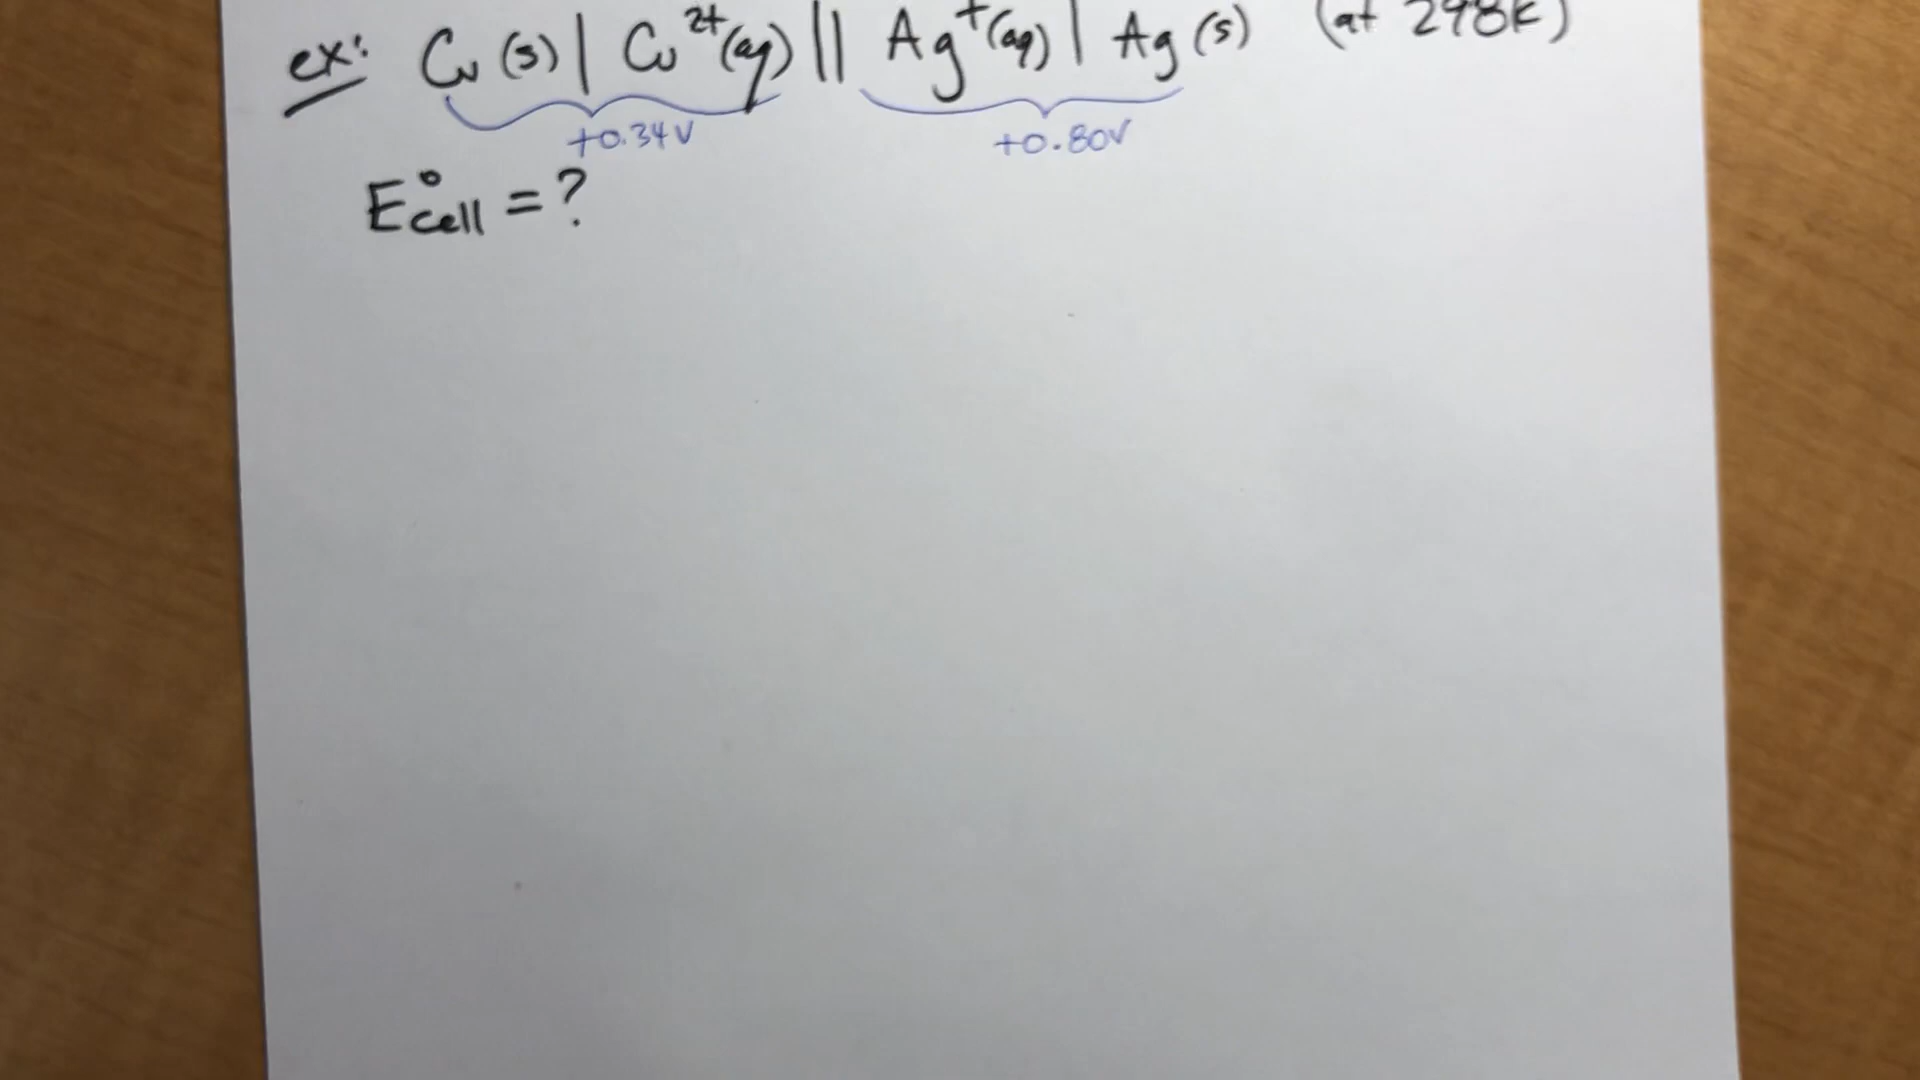 ex: Cu (s) | Cu²⁺(aq) || Ag⁺(aq) | Ag (s) (at 298K)
+0.34V +0.80V
E°cell = ?